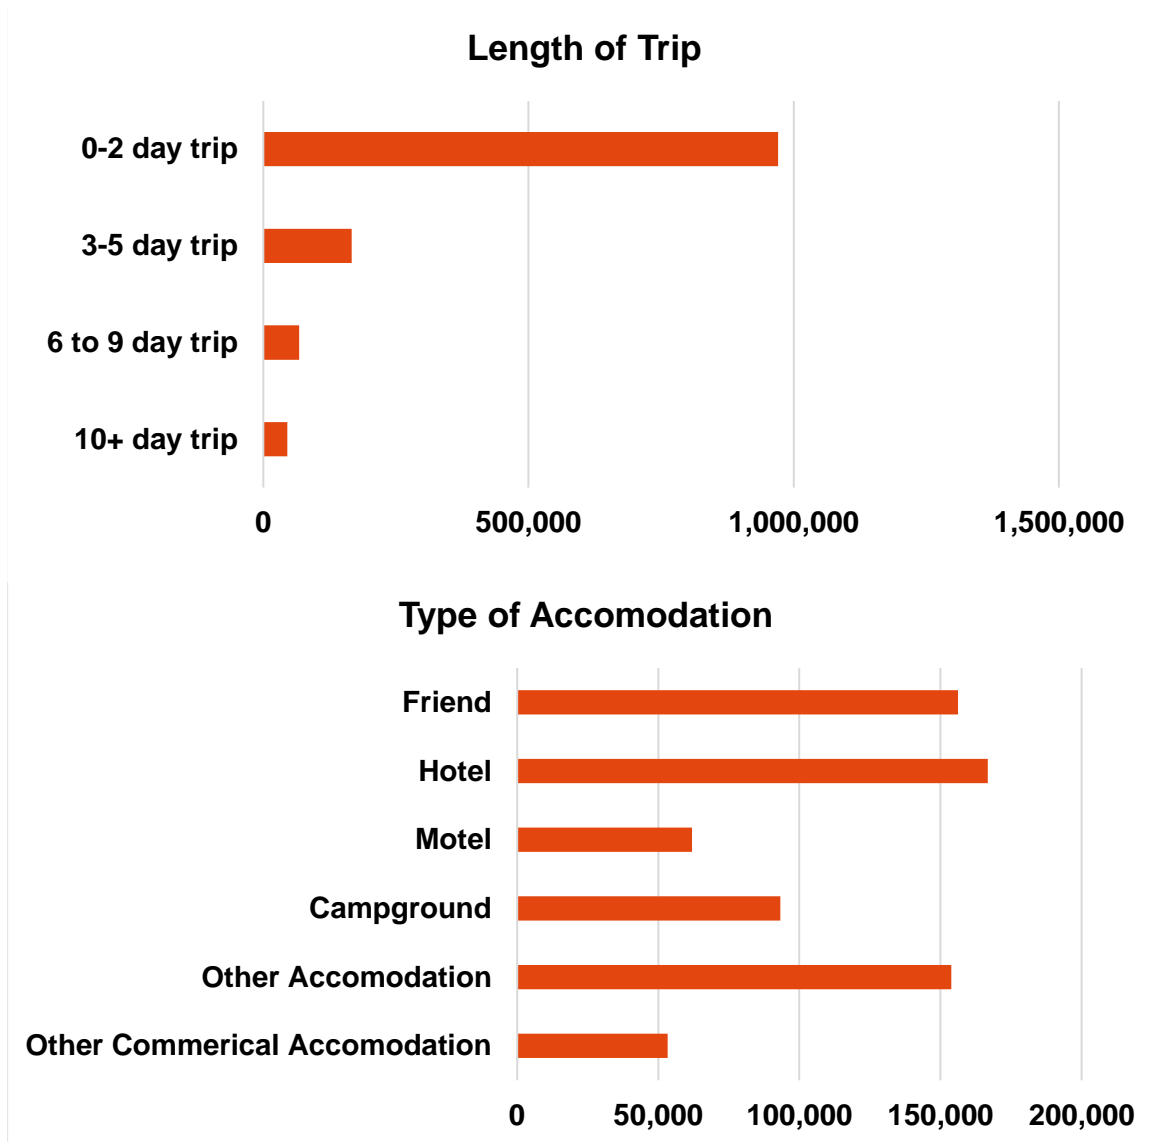 Length of Trip
0-2 day trip
3-5 day trip
6 to 9 day trip
10+ day trip
0 500,000 1,000,000 1,500,000
Type of Accomodation
Friend
Hotel
Motel
Campground
Other Accomodation
Other Commerical Accomodation
0 50,000 100,000 150,000 200,000